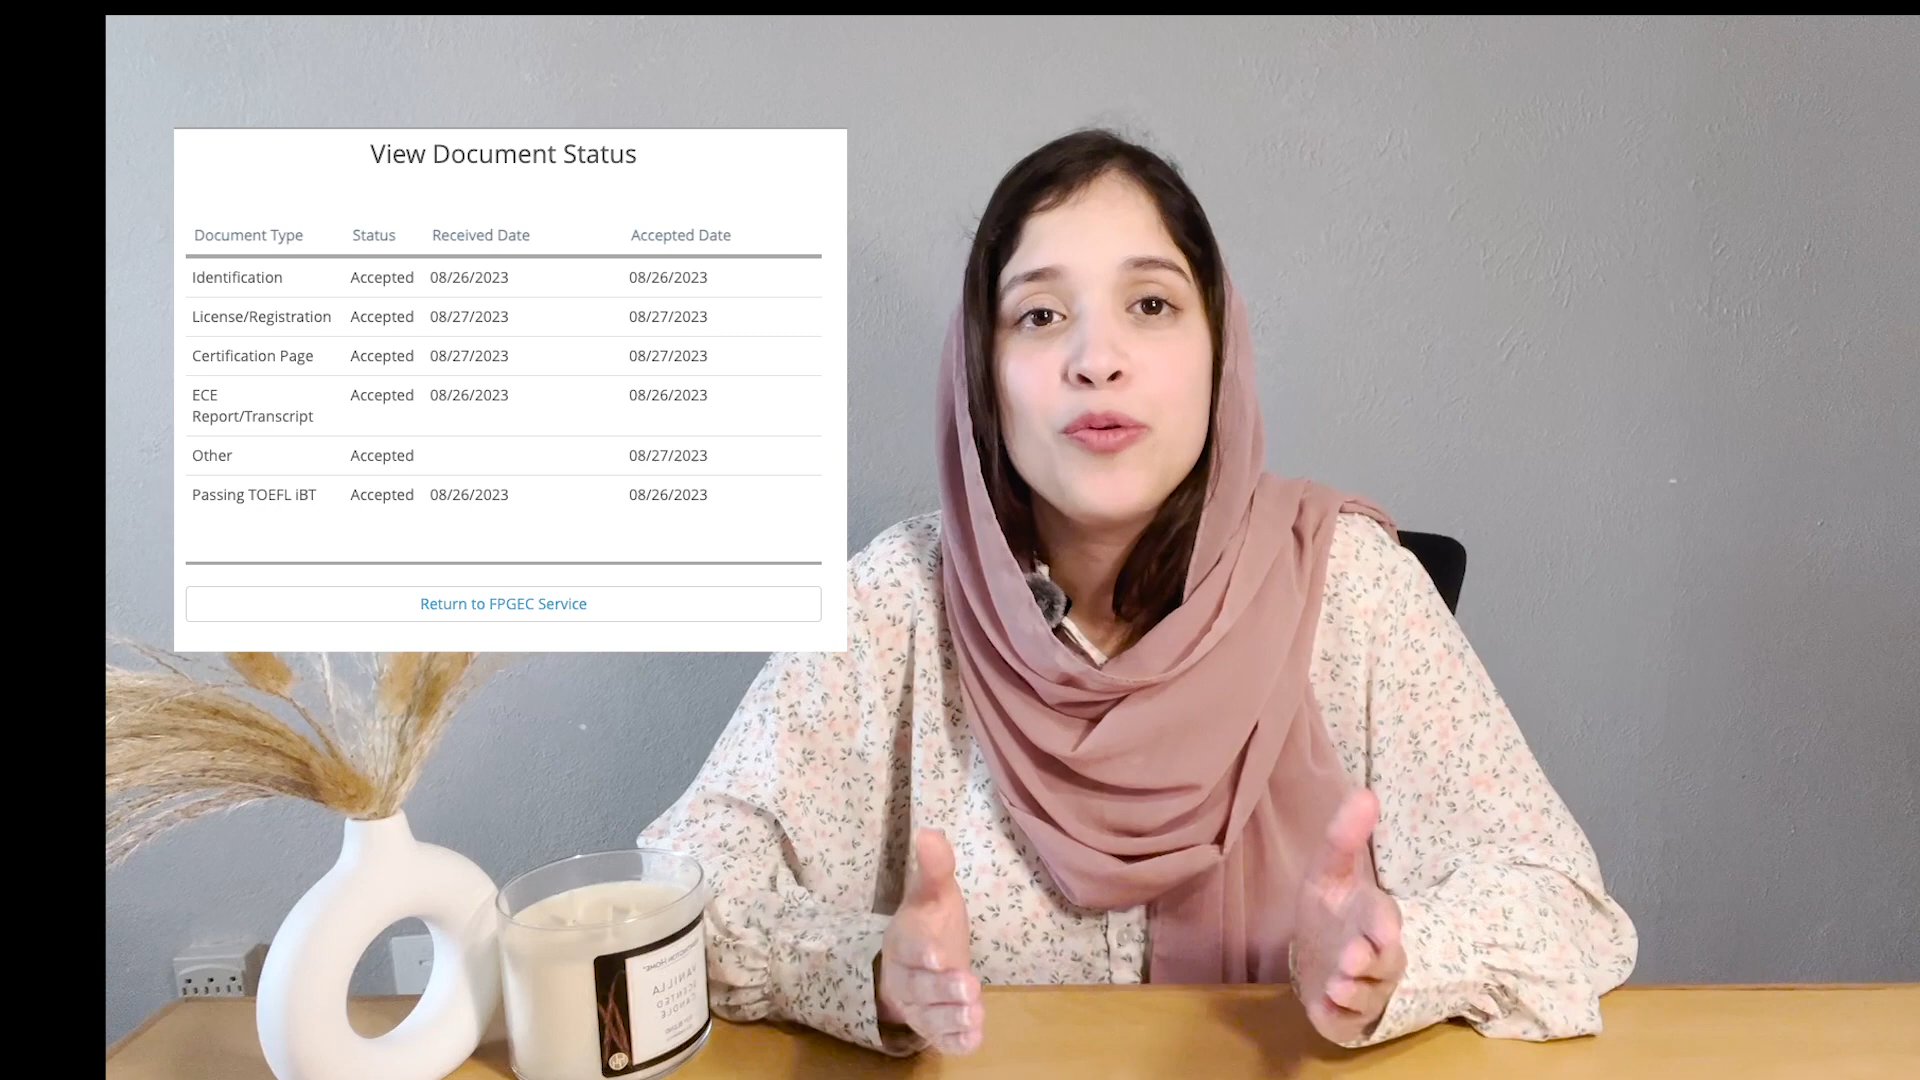 View Document Status
Document Type Status Received Date Accepted Date
Identification Accepted 08/26/2023 08/26/2023
License/Registration Accepted 08/27/2023 08/27/2023
Certification Page Accepted 08/27/2023 08/27/2023
ECE Accepted 08/26/2023 08/26/2023
Report/Transcript
Other Accepted 08/27/2023
Passing TOEFL iBT Accepted 08/26/2023 08/26/2023
Return to FPGEC Service
VANILLA
SCENTED
CANDLE